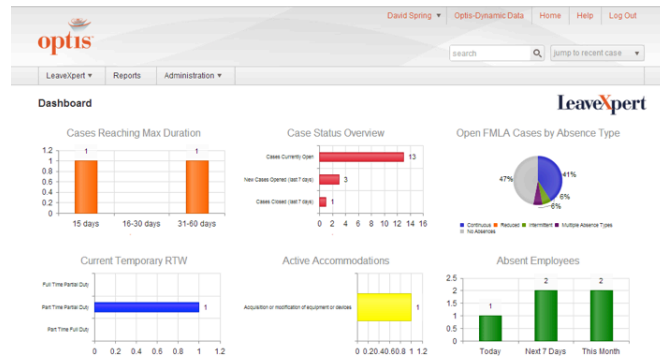 David Spring ▼ Optis-Dynamic Data Home Help Log Out
optis
search jump to recent case ▼
LeaveXpert ▼ Reports Administration ▼
Dashboard
LeaveXpert
Cases Reaching Max Duration
1.2
1
0.8
0.6
0.4
0.2
0
1 1
15 days 16-30 days 31-60 days
Case Status Overview
Cases Currently Open 13
New Cases Opened (last 7 days) 3
Cases Closed (last 7 days) 1
0 2 4 6 8 10 12 14 16
Open FMLA Cases by Absence Type
47% 41%
6%
6%
Continuous Reduced Intermittent Multiple Absence Types
No Absences
Current Temporary RTW
Full Time Partial Duty
Part Time Partial Duty 1
Part Time Full Duty
0 0.2 0.4 0.6 0.8 1 1.2
Active Accommodations
Acquisition or modification of equipment or devices 1
0 0.20.40.60.8 1 1.2
Absent Employees
2.5
2
1.5
1
0.5
0
1 2 2
Today Next 7 Days This Month